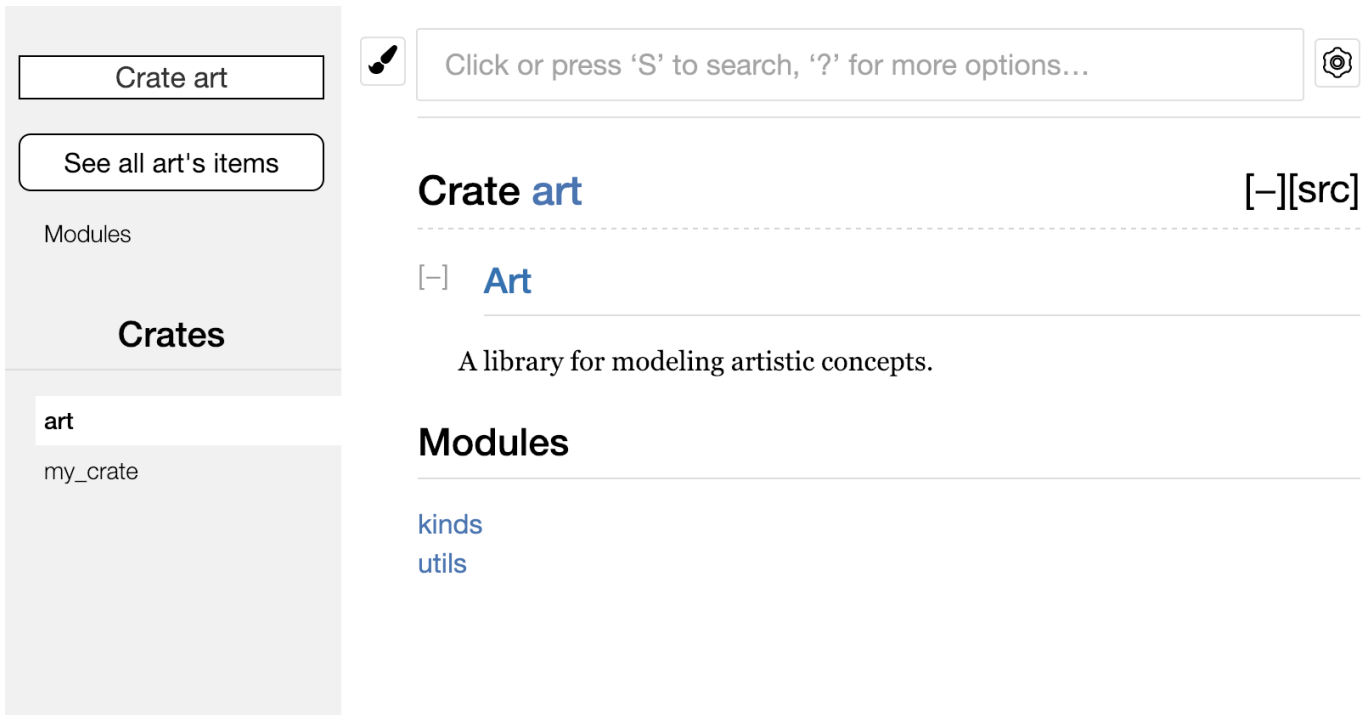 Crate art
See all art's items
Modules
Crates
art
my_crate
Click or press ‘S’ to search, ‘?’ for more options…
Crate art
[−][src]
[−]
Art
A library for modeling artistic concepts.
Modules
kinds
utils